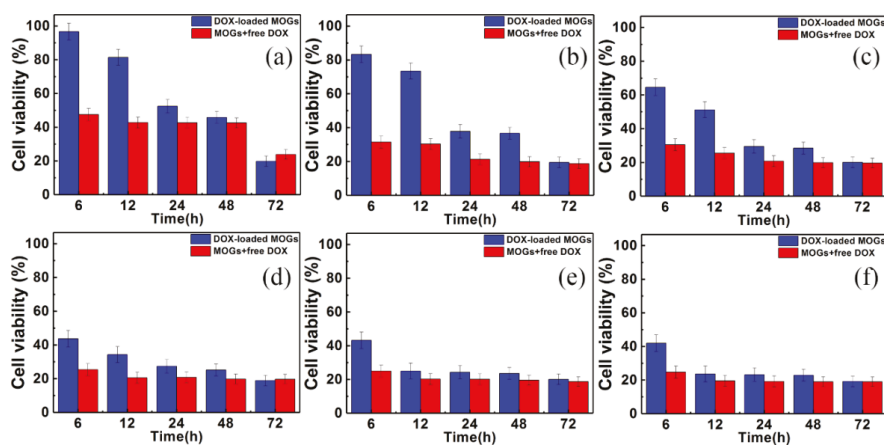 DOX-loaded MOGs
MOGs+free DOX
(a)
Cell viability (%)
100
80
60
40
20
0
6 12 24 48 72
Time(h)
DOX-loaded MOGs
MOGs+free DOX
(b)
Cell viability (%)
100
80
60
40
20
0
6 12 24 48 72
Time(h)
DOX-loaded MOGs
MOGs+free DOX
(c)
Cell viability (%)
100
80
60
40
20
0
6 12 24 48 72
Time(h)
DOX-loaded MOGs
MOGs+free DOX
(d)
Cell viability (%)
100
80
60
40
20
0
6 12 24 48 72
Time(h)
DOX-loaded MOGs
MOGs+free DOX
(e)
Cell viability (%)
100
80
60
40
20
0
6 12 24 48 72
Time(h)
DOX-loaded MOGs
MOGs+free DOX
(f)
Cell viability (%)
100
80
60
40
20
0
6 12 24 48 72
Time(h)